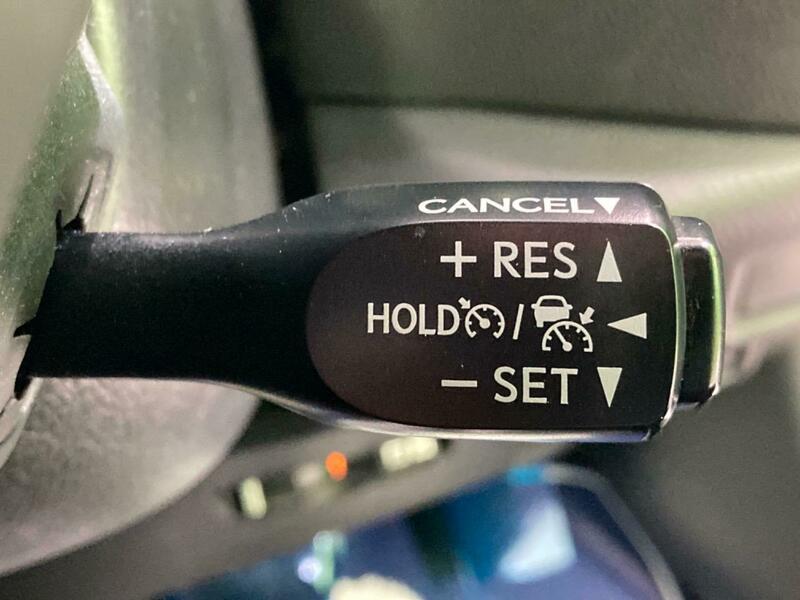 CANCEL▼
+ RES ▲
HOLD / ◀
- SET ▼